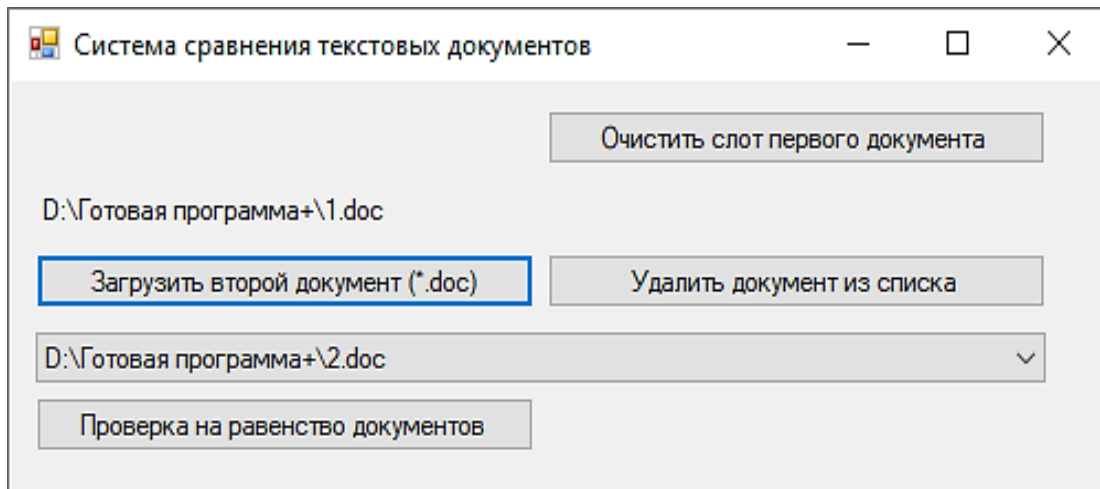 Система сравнения текстовых документов
Очистить слот первого документа
D:\Готовая программа+\1.doc
Загрузить второй документ (*.doc)
Удалить документ из списка
D:\Готовая программа+\2.doc
Проверка на равенство документов